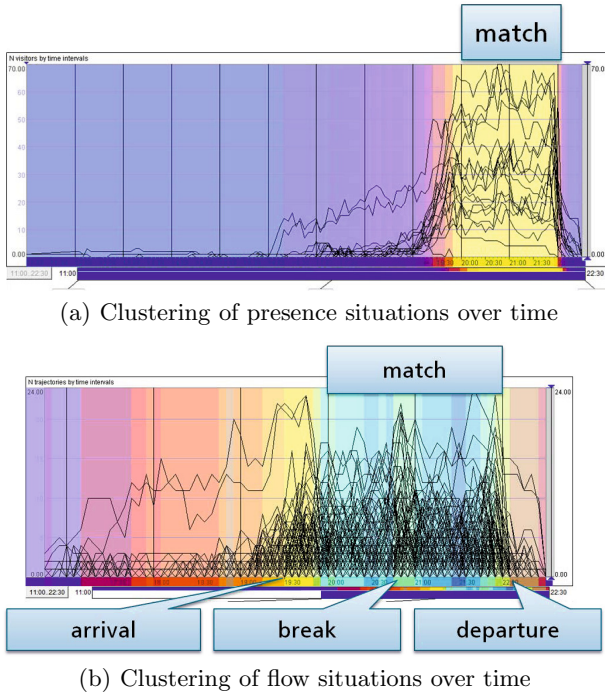 match
N visitors by time intervals
70.00
70.0
60
50
40
30
20
10
0.00
0.00
20:00 20:30 21:00 21:30
11:00..22:30
11:00
22:30
(a) Clustering of presence situations over time
match
N trajectories by time intervals
24.00
24.00
0.00
0.00
19:30 20:00 21:00 21:30
11:00..22:30
11:00
22:30
arrival
break
departure
(b) Clustering of flow situations over time